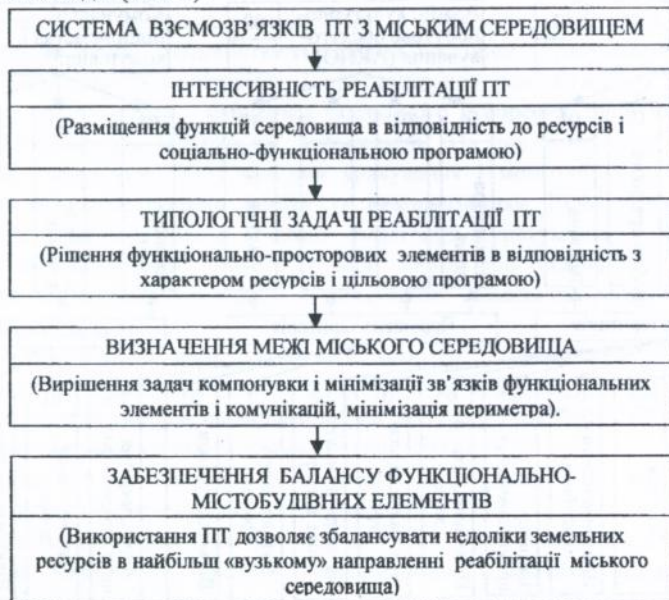 СИСТЕМА ВЗЄМОЗВ’ЯЗКІВ ПТ З МІСЬКИМ СЕРЕДОВИЩЕМ
ІНТЕНСИВНІСТЬ РЕАБІЛІТАЦІЇ ПТ
(Разміщення функцій середовища в відповідність до ресурсів і
соціально-функціональною програмою)
ТИПОЛОГІЧНІ ЗАДАЧІ РЕАБІЛІТАЦІЇ ПТ
(Рішення функціонально-просторових элементів в відповідність з
характером ресурсів і цільовою програмою)
ВИЗНАЧЕННЯ МЕЖІ МІСЬКОГО СЕРЕДОВИЩА
(Вирішення задач компонувки і мінімізації зв’язків функціональних
элементів і комунікацій, мінімізація периметра).
ЗАБЕЗПЕЧЕННЯ БАЛАНСУ ФУНКЦІОНАЛЬНО-
МІСТОБУДІВНИХ ЕЛЕМЕНТІВ
(Використання ПТ дозволяє збалансувати недоліки земельних
ресурсів в найбільш «вузькому» направленні реабілітації міського
середовища)